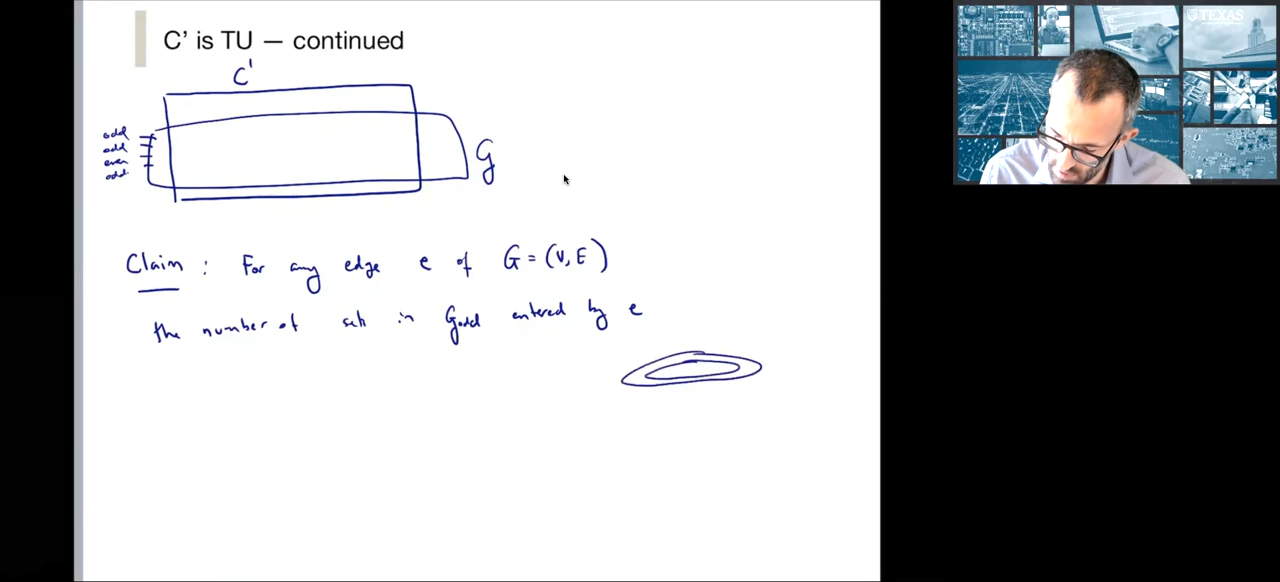 C' is TU — continued
C'
odd
odd
even
odd
G
Claim : For any edge e of G = (V, E)
the number of sets in Godd entered by e
TEXAS